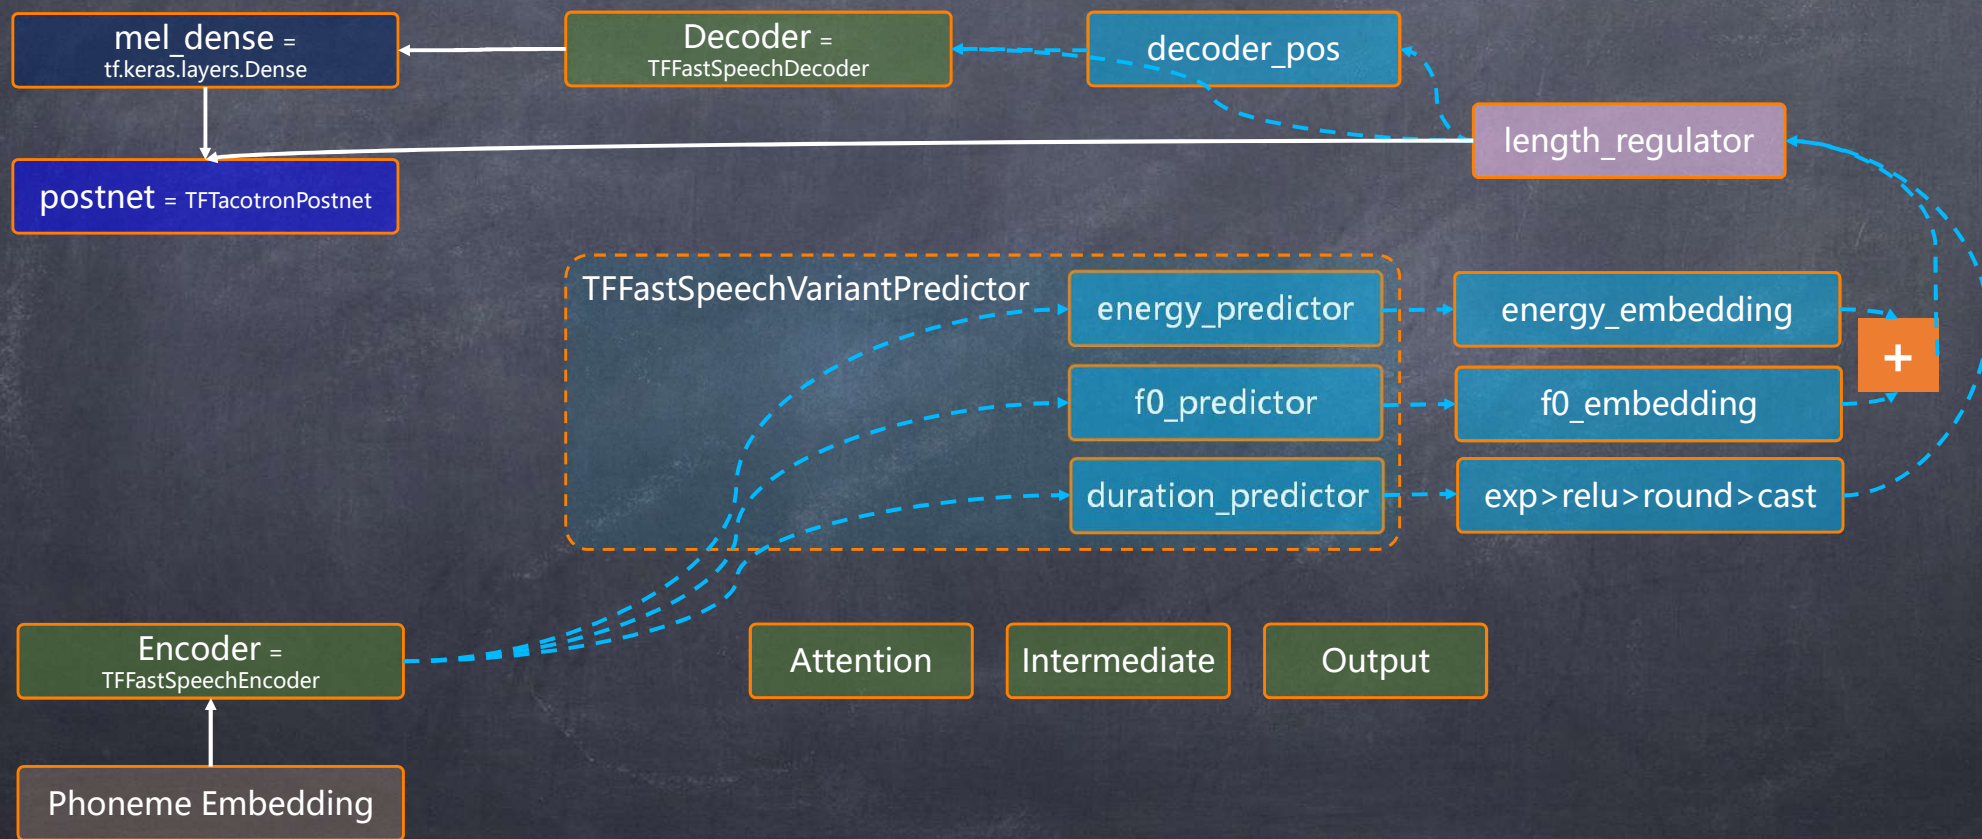 mel_dense =
tf.keras.layers.Dense
Decoder =
TFFastSpeechDecoder
decoder_pos
length_regulator
postnet = TFTacotronPostnet
TFFastSpeechVariantPredictor
energy_predictor
energy_embedding
+
f0_predictor
f0_embedding
duration_predictor
exp>relu>round>cast
Encoder =
TFFastSpeechEncoder
Attention
Intermediate
Output
Phoneme Embedding